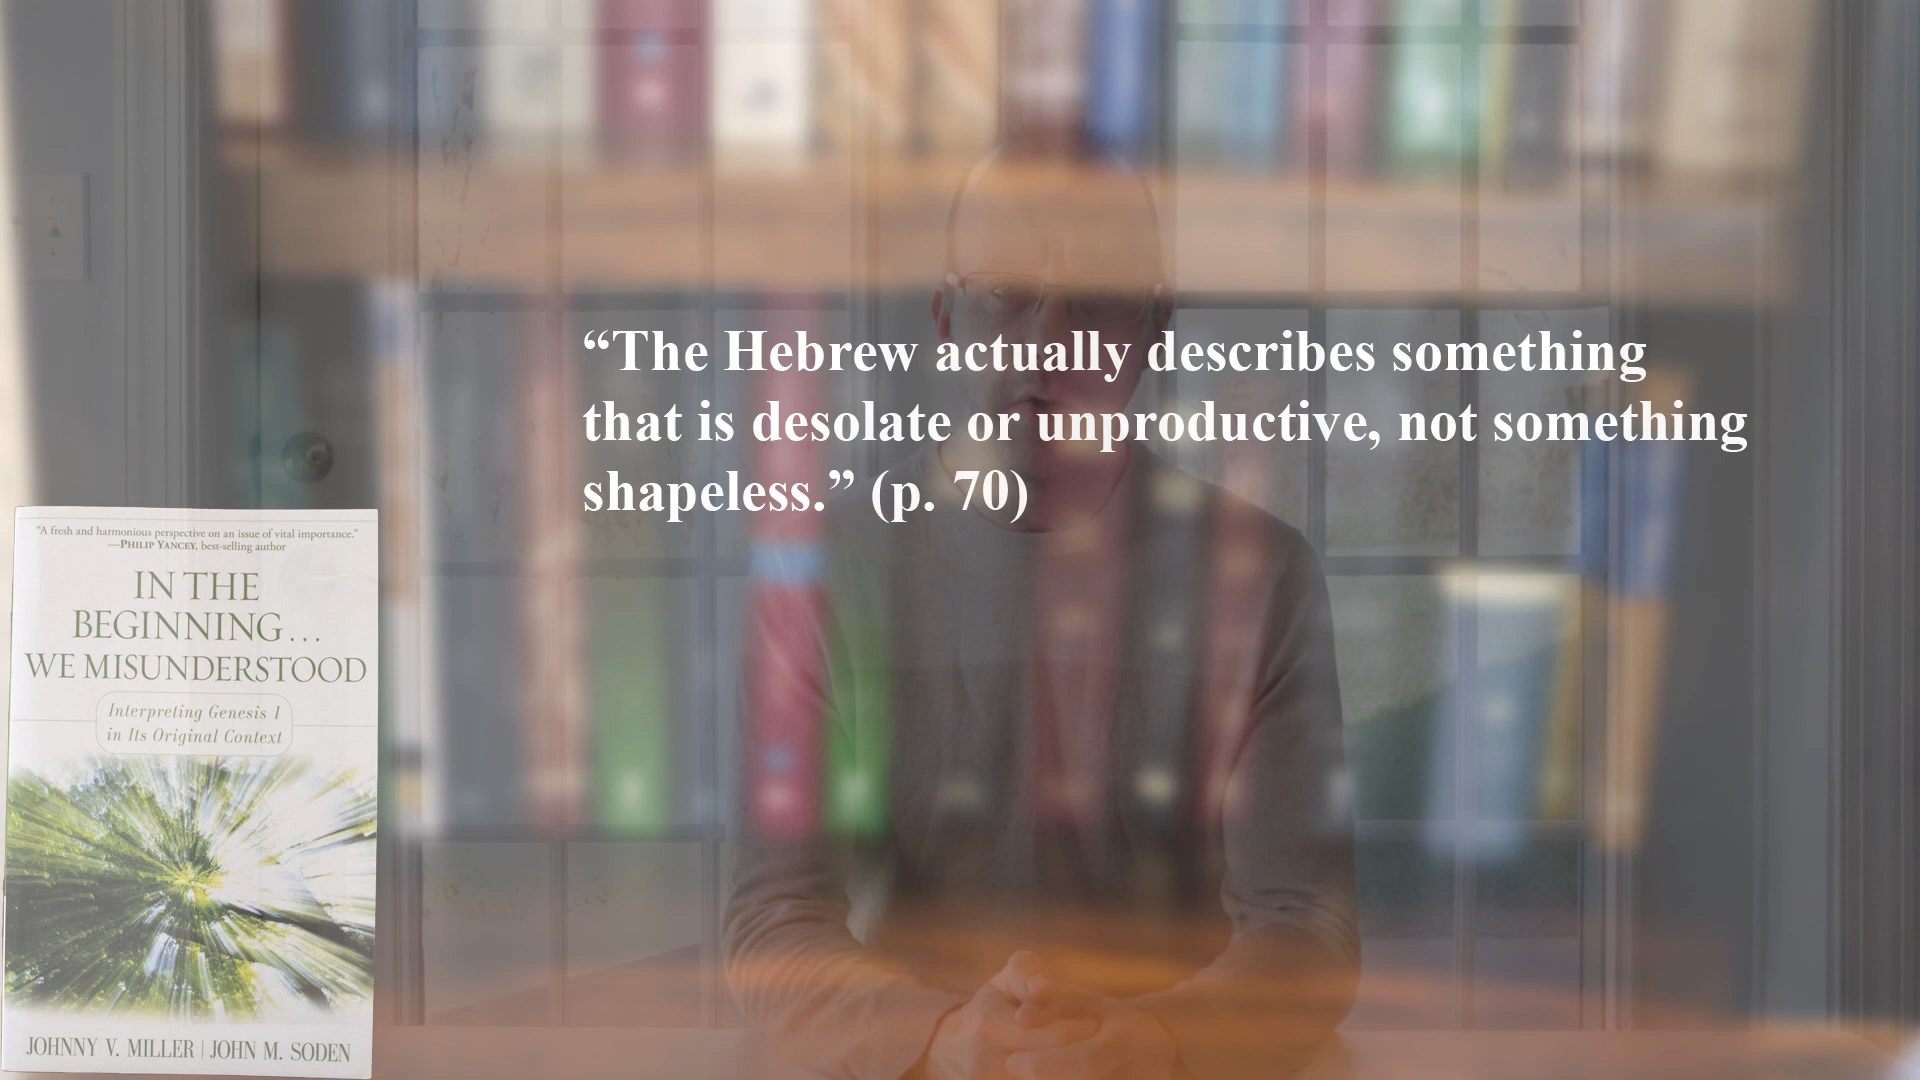 “The Hebrew actually describes something
that is desolate or unproductive, not something
shapeless.” (p. 70)
“A fresh and harmonious perspective on an issue of vital importance.”
—PHILIP YANCEY, best-selling author
IN THE
BEGINNING...
WE MISUNDERSTOOD
Interpreting Genesis 1
in Its Original Context
JOHNNY V. MILLER | JOHN M. SODEN